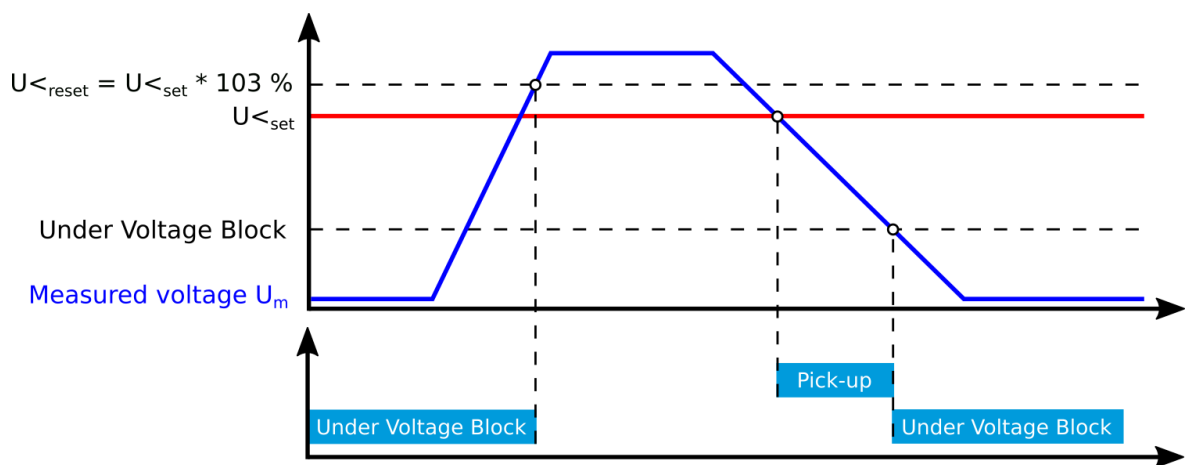 U<reset = U<set * 103 %
U<set
Under Voltage Block
Measured voltage Um
Pick-up
Under Voltage Block
Under Voltage Block